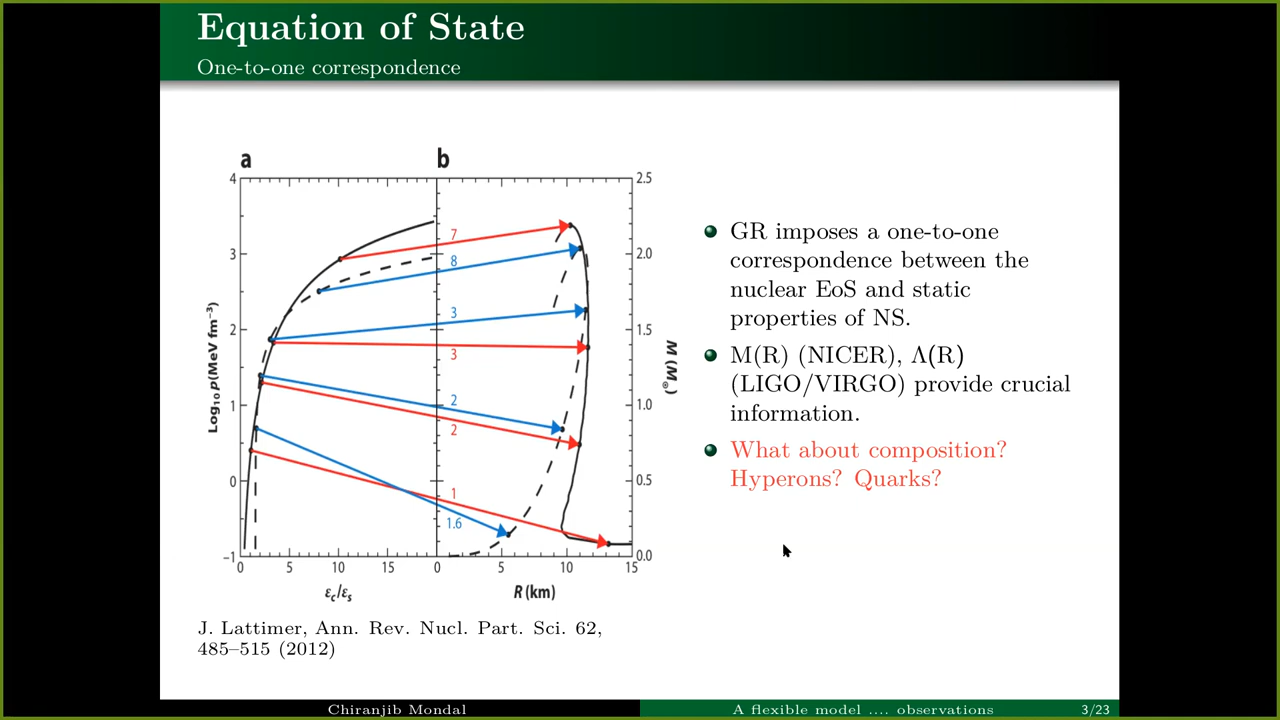 Equation of State
One-to-one correspondence
a
b
4
3
2
1
0
−1
Log₁₀ p (MeV fm⁻³)
0
5
10
15
εc/εs
7
8
3
3
2
2
1
1.6
0
5
10
15
R (km)
2.5
2.0
1.5
1.0
0.5
0.0
M (M⊙)
J. Lattimer, Ann. Rev. Nucl. Part. Sci. 62,
485–515 (2012)
GR imposes a one-to-one
correspondence between the
nuclear EoS and static
properties of NS.
M(R) (NICER), Λ(R)
(LIGO/VIRGO) provide crucial
information.
What about composition?
Hyperons? Quarks?
Chiranjib Mondal
A flexible model .... observations
3/23